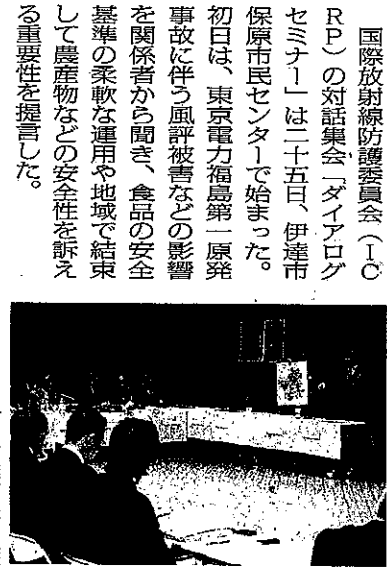 国際放射線防護委員会(IC
RP)の対話集会「ダイアログ
セミナー」は二十五日、伊達市
保原市民センターで始まった。
初日は、東京電力福島第一原発
事故に伴う風評被害などの影響
を関係者から聞き、食品の安全
基準の柔軟な運用や地域で結束
して農産物などの安全性を訴え
る重要性を提言した。